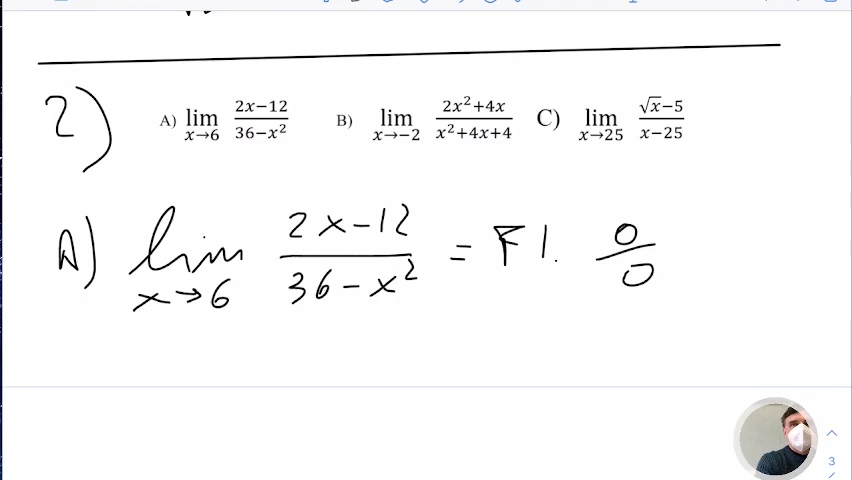 2)
A) lim x→6 2x−12/36−x² B) lim x→−2 2x²+4x/x²+4x+4 C) lim x→25 √x−5/x−25
A) lim x→6 2x−12/36−x² = F I. 0/0
3